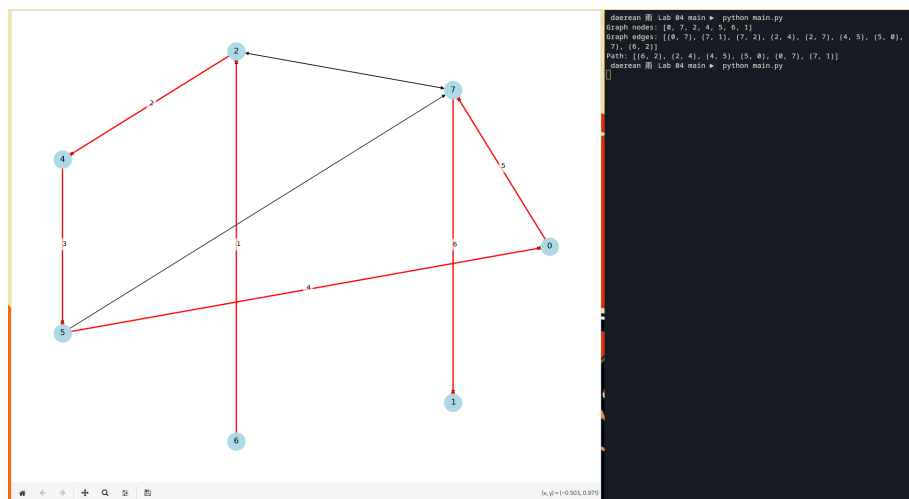 2
7
2
4
5
3
1
6
0
4
5
1
6
(x, y) = (−0.503, 0.971)
daerean 雨 Lab 04 main ► python main.py
Graph nodes: [0, 7, 2, 4, 5, 6, 1]
Graph edges: [(0, 7), (7, 1), (7, 2), (2, 4), (2, 7), (4, 5), (5, 0), (5,
7), (6, 2)]
Path: [(6, 2), (2, 4), (4, 5), (5, 0), (0, 7), (7, 1)]
daerean 雨 Lab 04 main ► python main.py